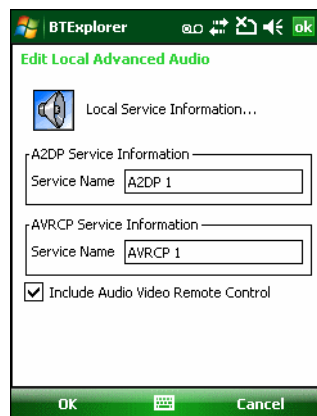 BTExplorer ok
Edit Local Advanced Audio
Local Service Information...
A2DP Service Information
Service Name A2DP 1
AVRCP Service Information
Service Name AVRCP 1
Include Audio Video Remote Control
OK Cancel